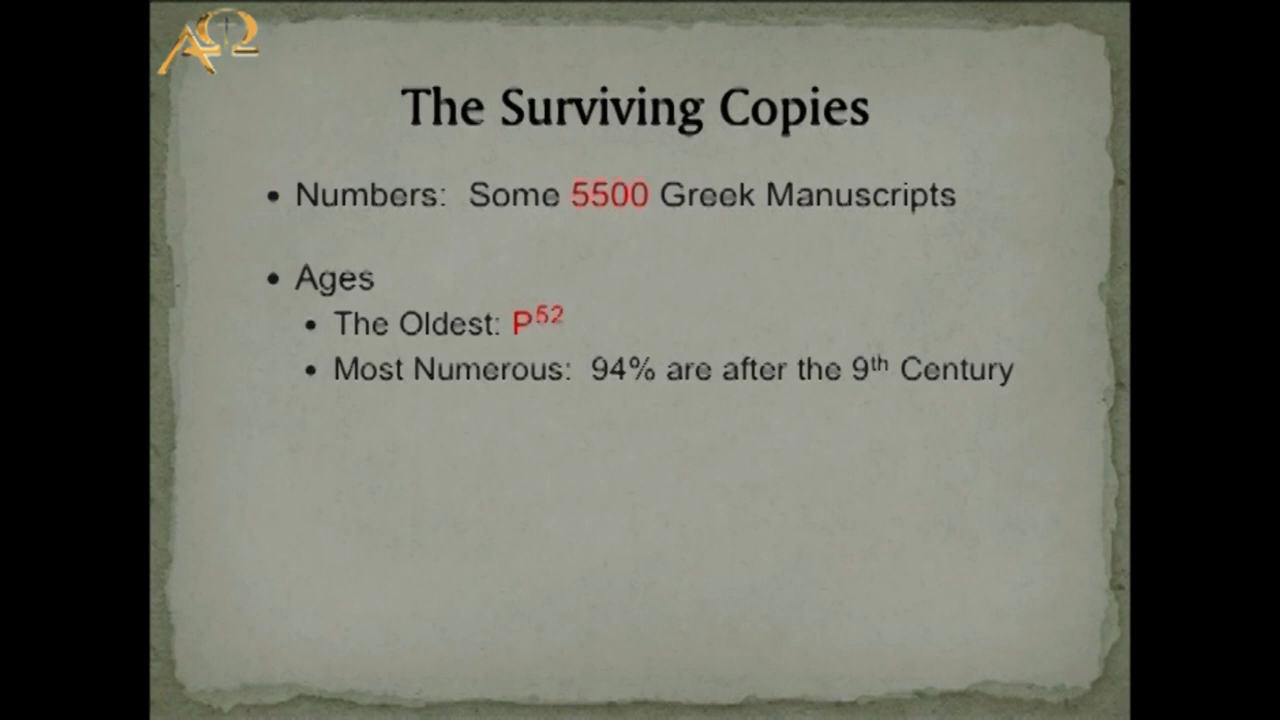 ΑΩ
The Surviving Copies
• Numbers: Some 5500 Greek Manuscripts
• Ages
• The Oldest: P⁵²
• Most Numerous: 94% are after the 9ᵗʰ Century